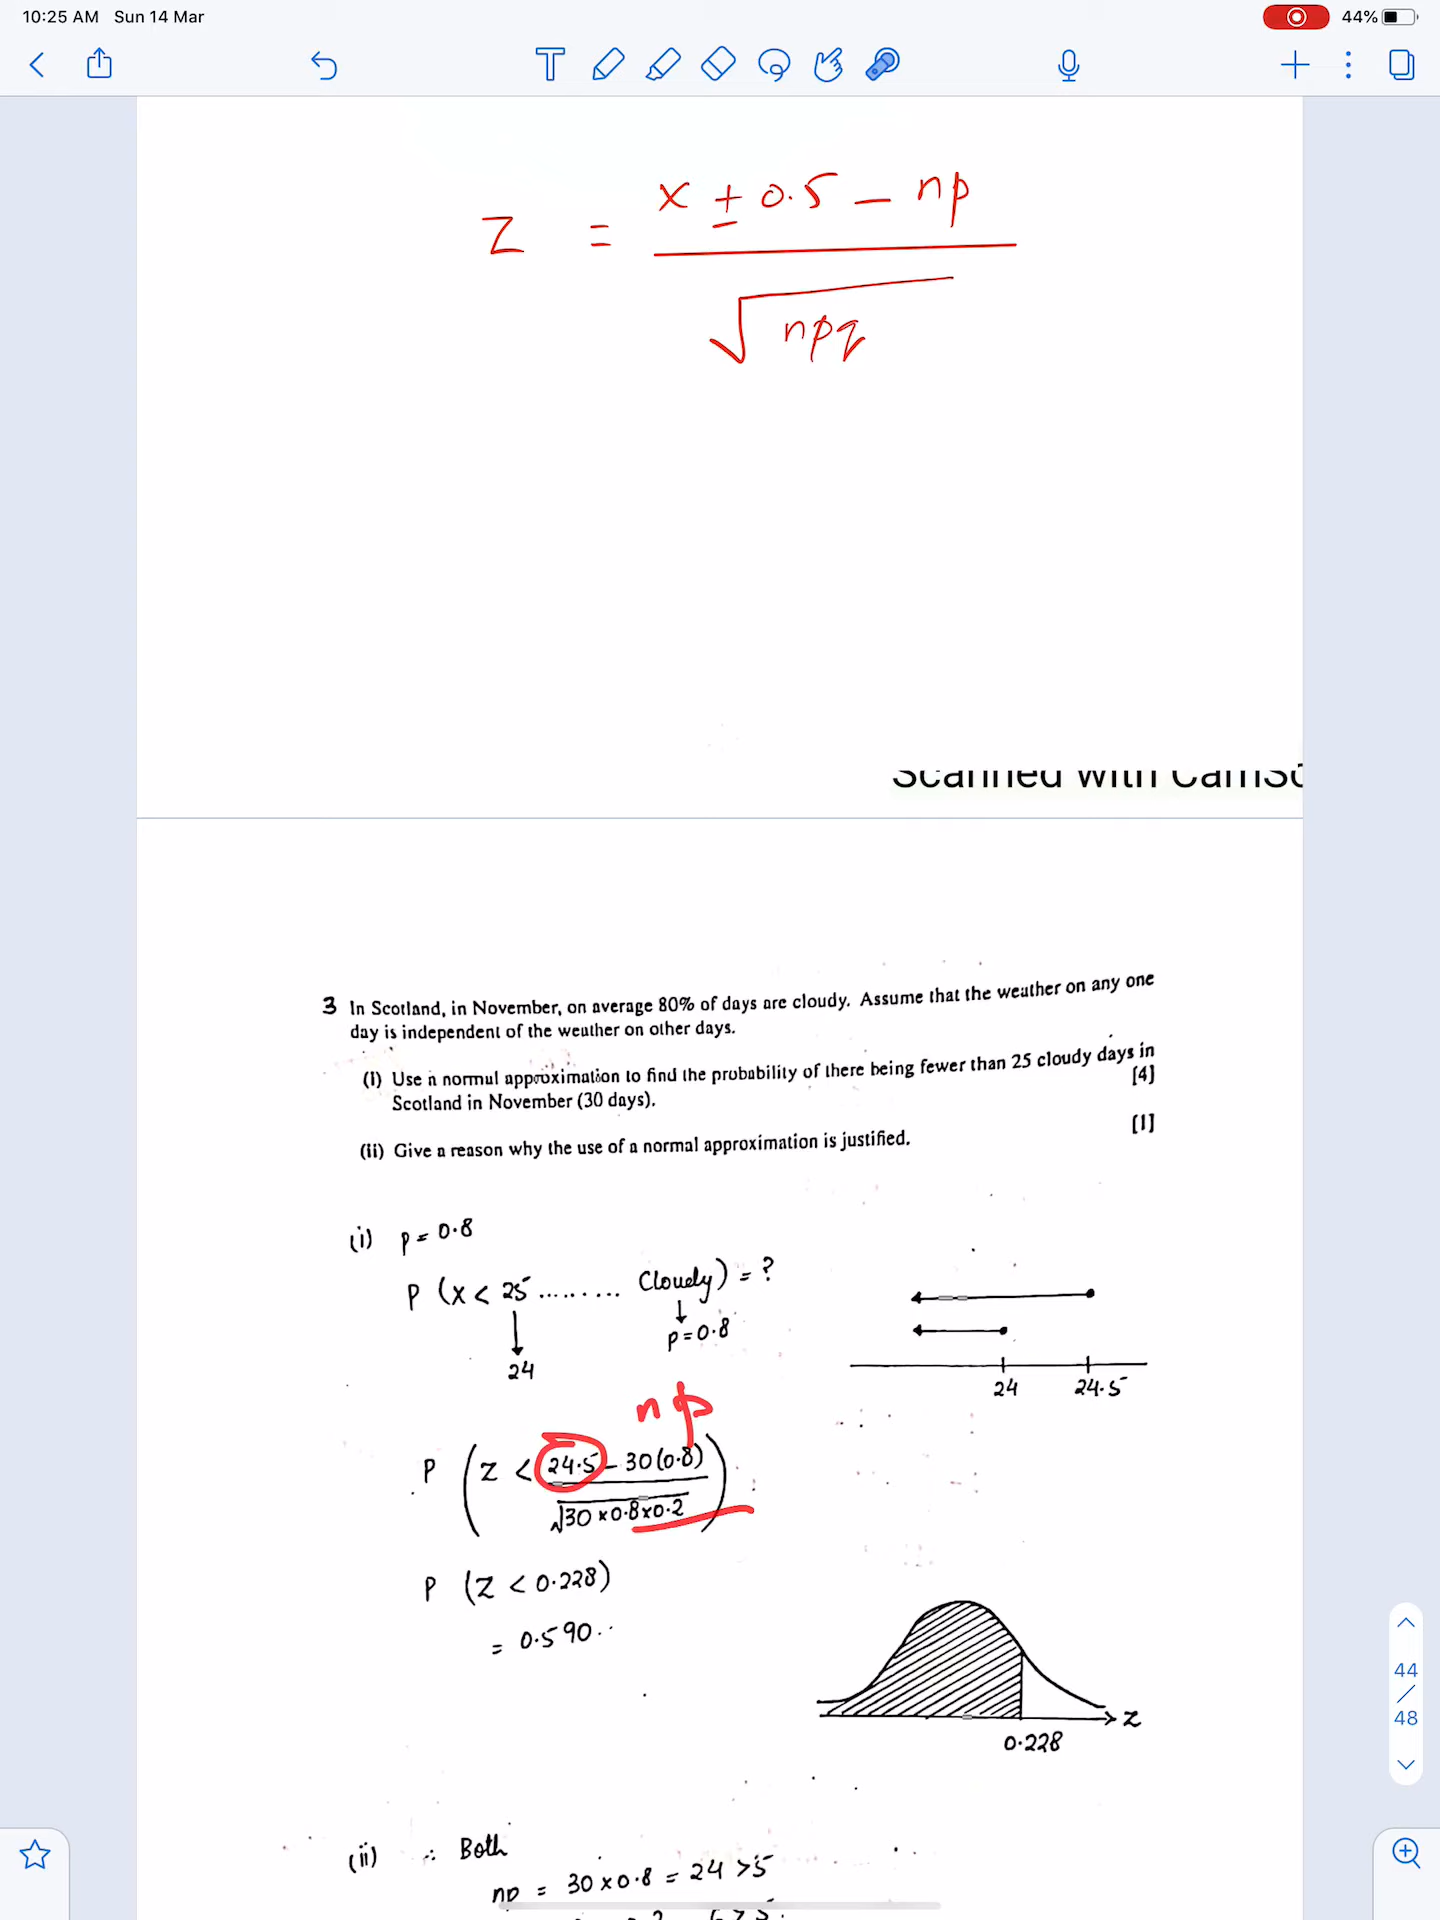 10:25 AM Sun 14 Mar 44%
T
z = x ± 0.5 – np
√npq
Scanned with CamSc
3 In Scotland, in November, on average 80% of days are cloudy. Assume that the weather on any one
day is independent of the weather on other days.
(i) Use a normal approximation to find the probability of there being fewer than 25 cloudy days in
Scotland in November (30 days). [4]
(ii) Give a reason why the use of a normal approximation is justified. [1]
(i) p = 0.8
P (x < 25 ......... Cloudy) = ?
24
p = 0.8
24 24.5
np
P ( z < 24.5 – 30(0.8)
√30 × 0.8 × 0.2 )
P (z < 0.228)
= 0.590..
z
0.228
44
/
48
(ii) ∴ Both
np = 30 × 0.8 = 24 > 5